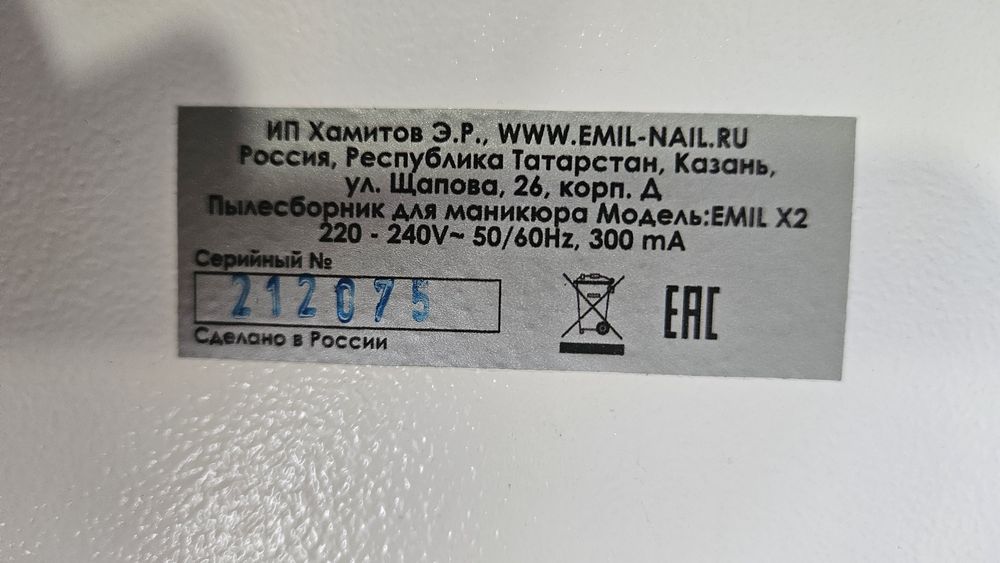 ИП Хамитов Э.Р., WWW.EMIL-NAIL.RU
Россия, Республика Татарстан, Казань,
ул. Щапова, 26, корп. Д
Пылесборник для маникюра Модель:EMIL X2
220 - 240V~ 50/60Hz, 300 mA
Серийный №
212075
Сделано в России
EAC